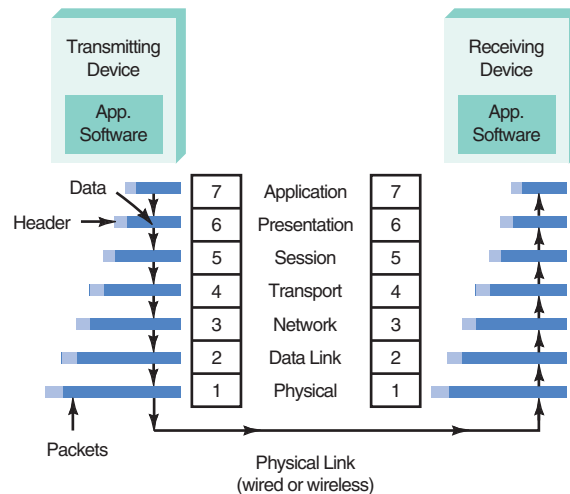 Transmitting
Device
App.
Software
Receiving
Device
App.
Software
Data
Header
7 Application 7
6 Presentation 6
5 Session 5
4 Transport 4
3 Network 3
2 Data Link 2
1 Physical 1
Packets
Physical Link
(wired or wireless)